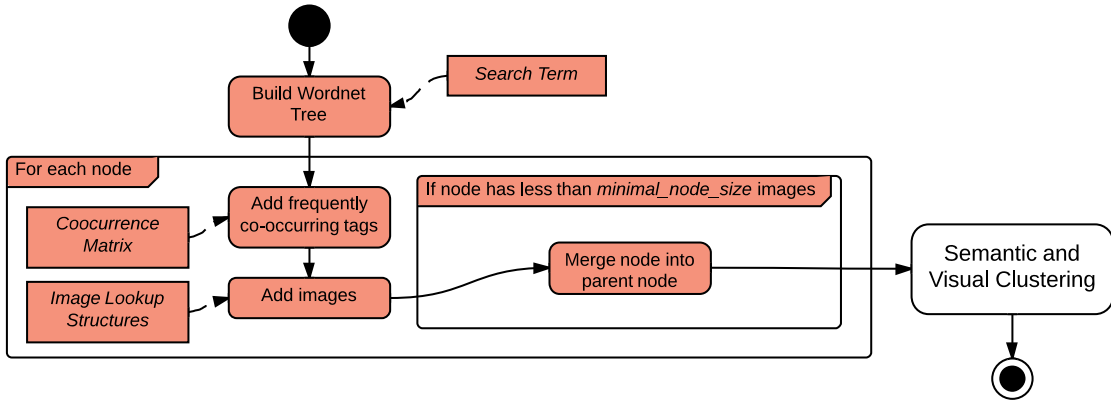 Search Term
Build Wordnet
Tree
For each node
If node has less than minimal_node_size images
Add frequently
co-occurring tags
Coocurrence
Matrix
Merge node into
parent node
Semantic and
Visual Clustering
Image Lookup
Structures
Add images